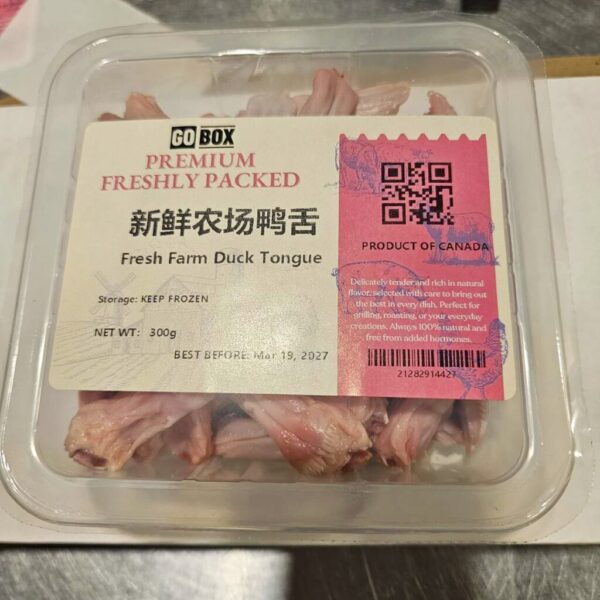 GO BOX
PREMIUM
FRESHLY PACKED
新鲜农场鸭舌
Fresh Farm Duck Tongue
Storage: KEEP FROZEN
NET WT: 300g
BEST BEFORE: Mar 19, 2027
PRODUCT OF CANADA
Delicately tender and rich in natural
flavor, selected with care to bring out
the best in every dish. Perfect for
grilling, roasting, or your everyday
creations. Always 100% natural and
free from added hormones.
21282914427